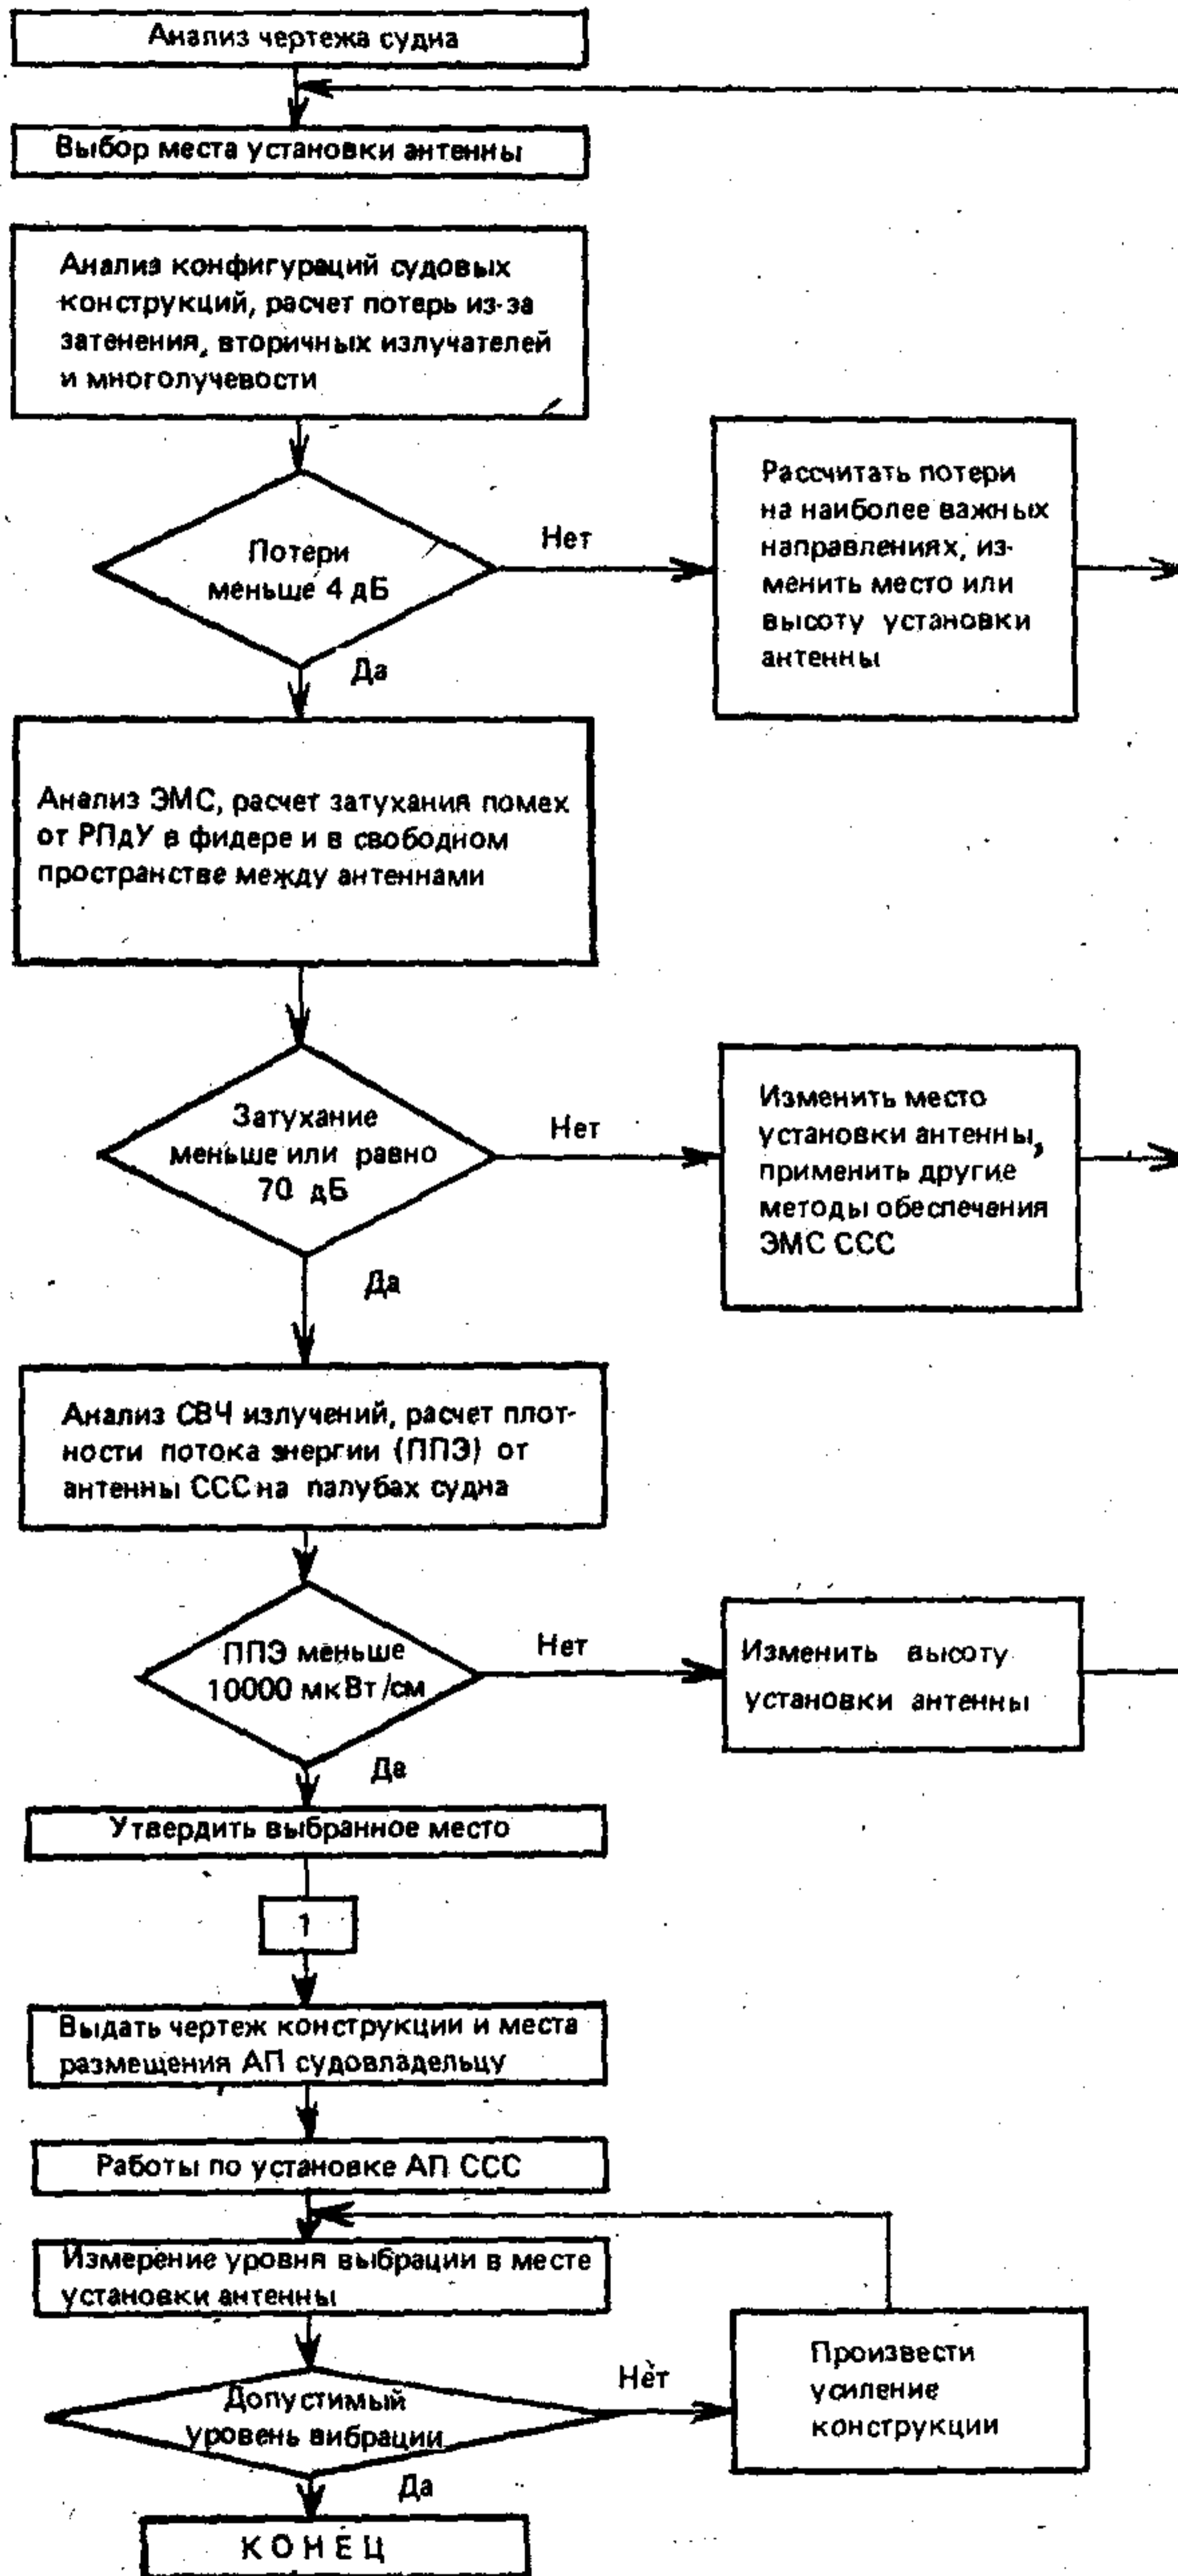 Анализ чертежа судна
Выбор места установки антенны
Анализ конфигураций судовых
конструкций, расчет потерь из-за
затенения, вторичных излучателей
и многолучевости
Потери
меньше 4 дБ
Нет
Рассчитать потери
на наиболее важных
направлениях, из-
менить место или
высоту установки
антенны
Да
Анализ ЭМС, расчет затухания помех
от РПдУ в фидере и в свободном
пространстве между антеннами
Затухание
меньше или равно
70 дБ
Нет
Изменить место
установки антенны,
применить другие
методы обеспечения
ЭМС ССС
Да
Анализ СВЧ излучений, расчет плот-
ности потока энергии (ППЭ) от
антенны ССС на палубах судна
ППЭ меньше
10000 мкВт/см
Нет
Изменить высоту
установки антенны
Да
Утвердить выбранное место
1
Выдать чертеж конструкции и места
размещения АП судовладельцу
Работы по установке АП ССС
Измерение уровня выбрации в месте
установки антенны
Допустимый
уровень вибрации
Нет
Произвести
усиление
конструкции
Да
КОНЕЦ